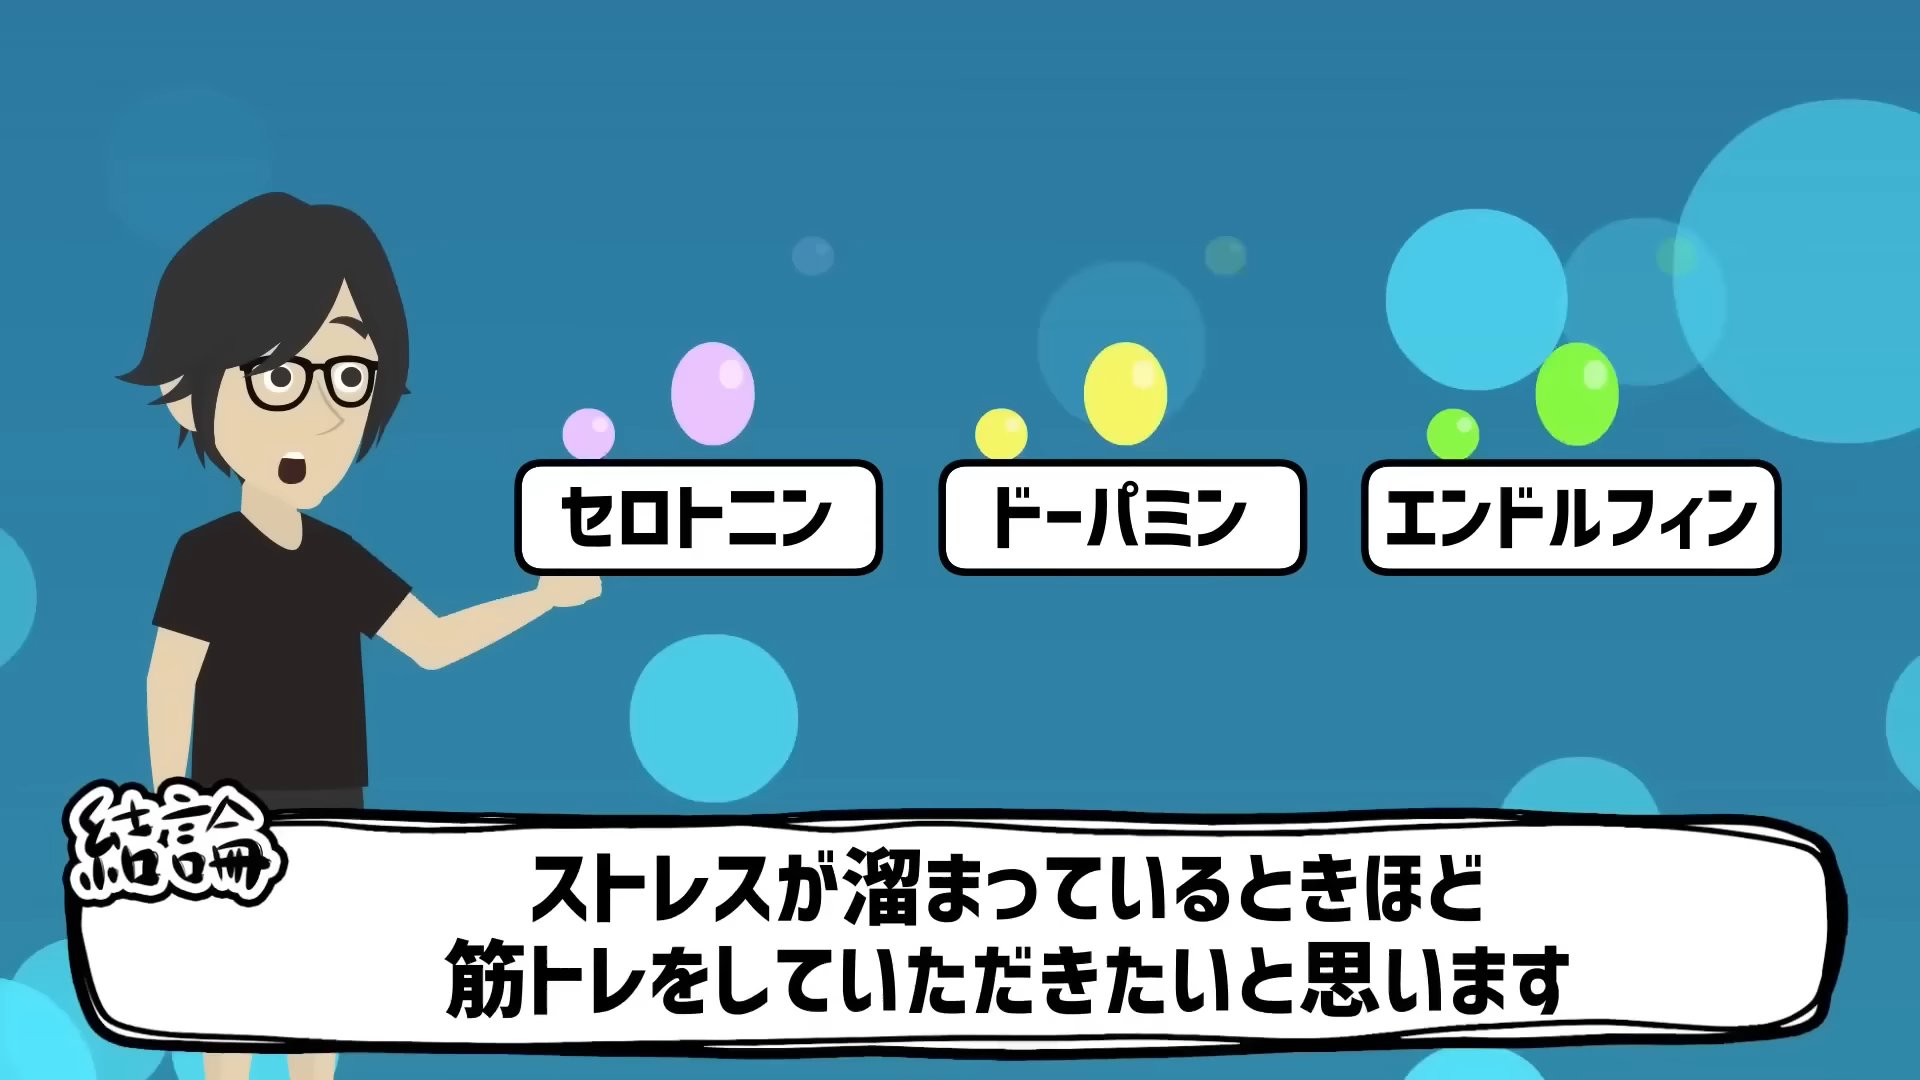 セロトニン
ドーパミン
エンドルフィン
結論
ストレスが溜まっているときほど
筋トレをしていただきたいと思います